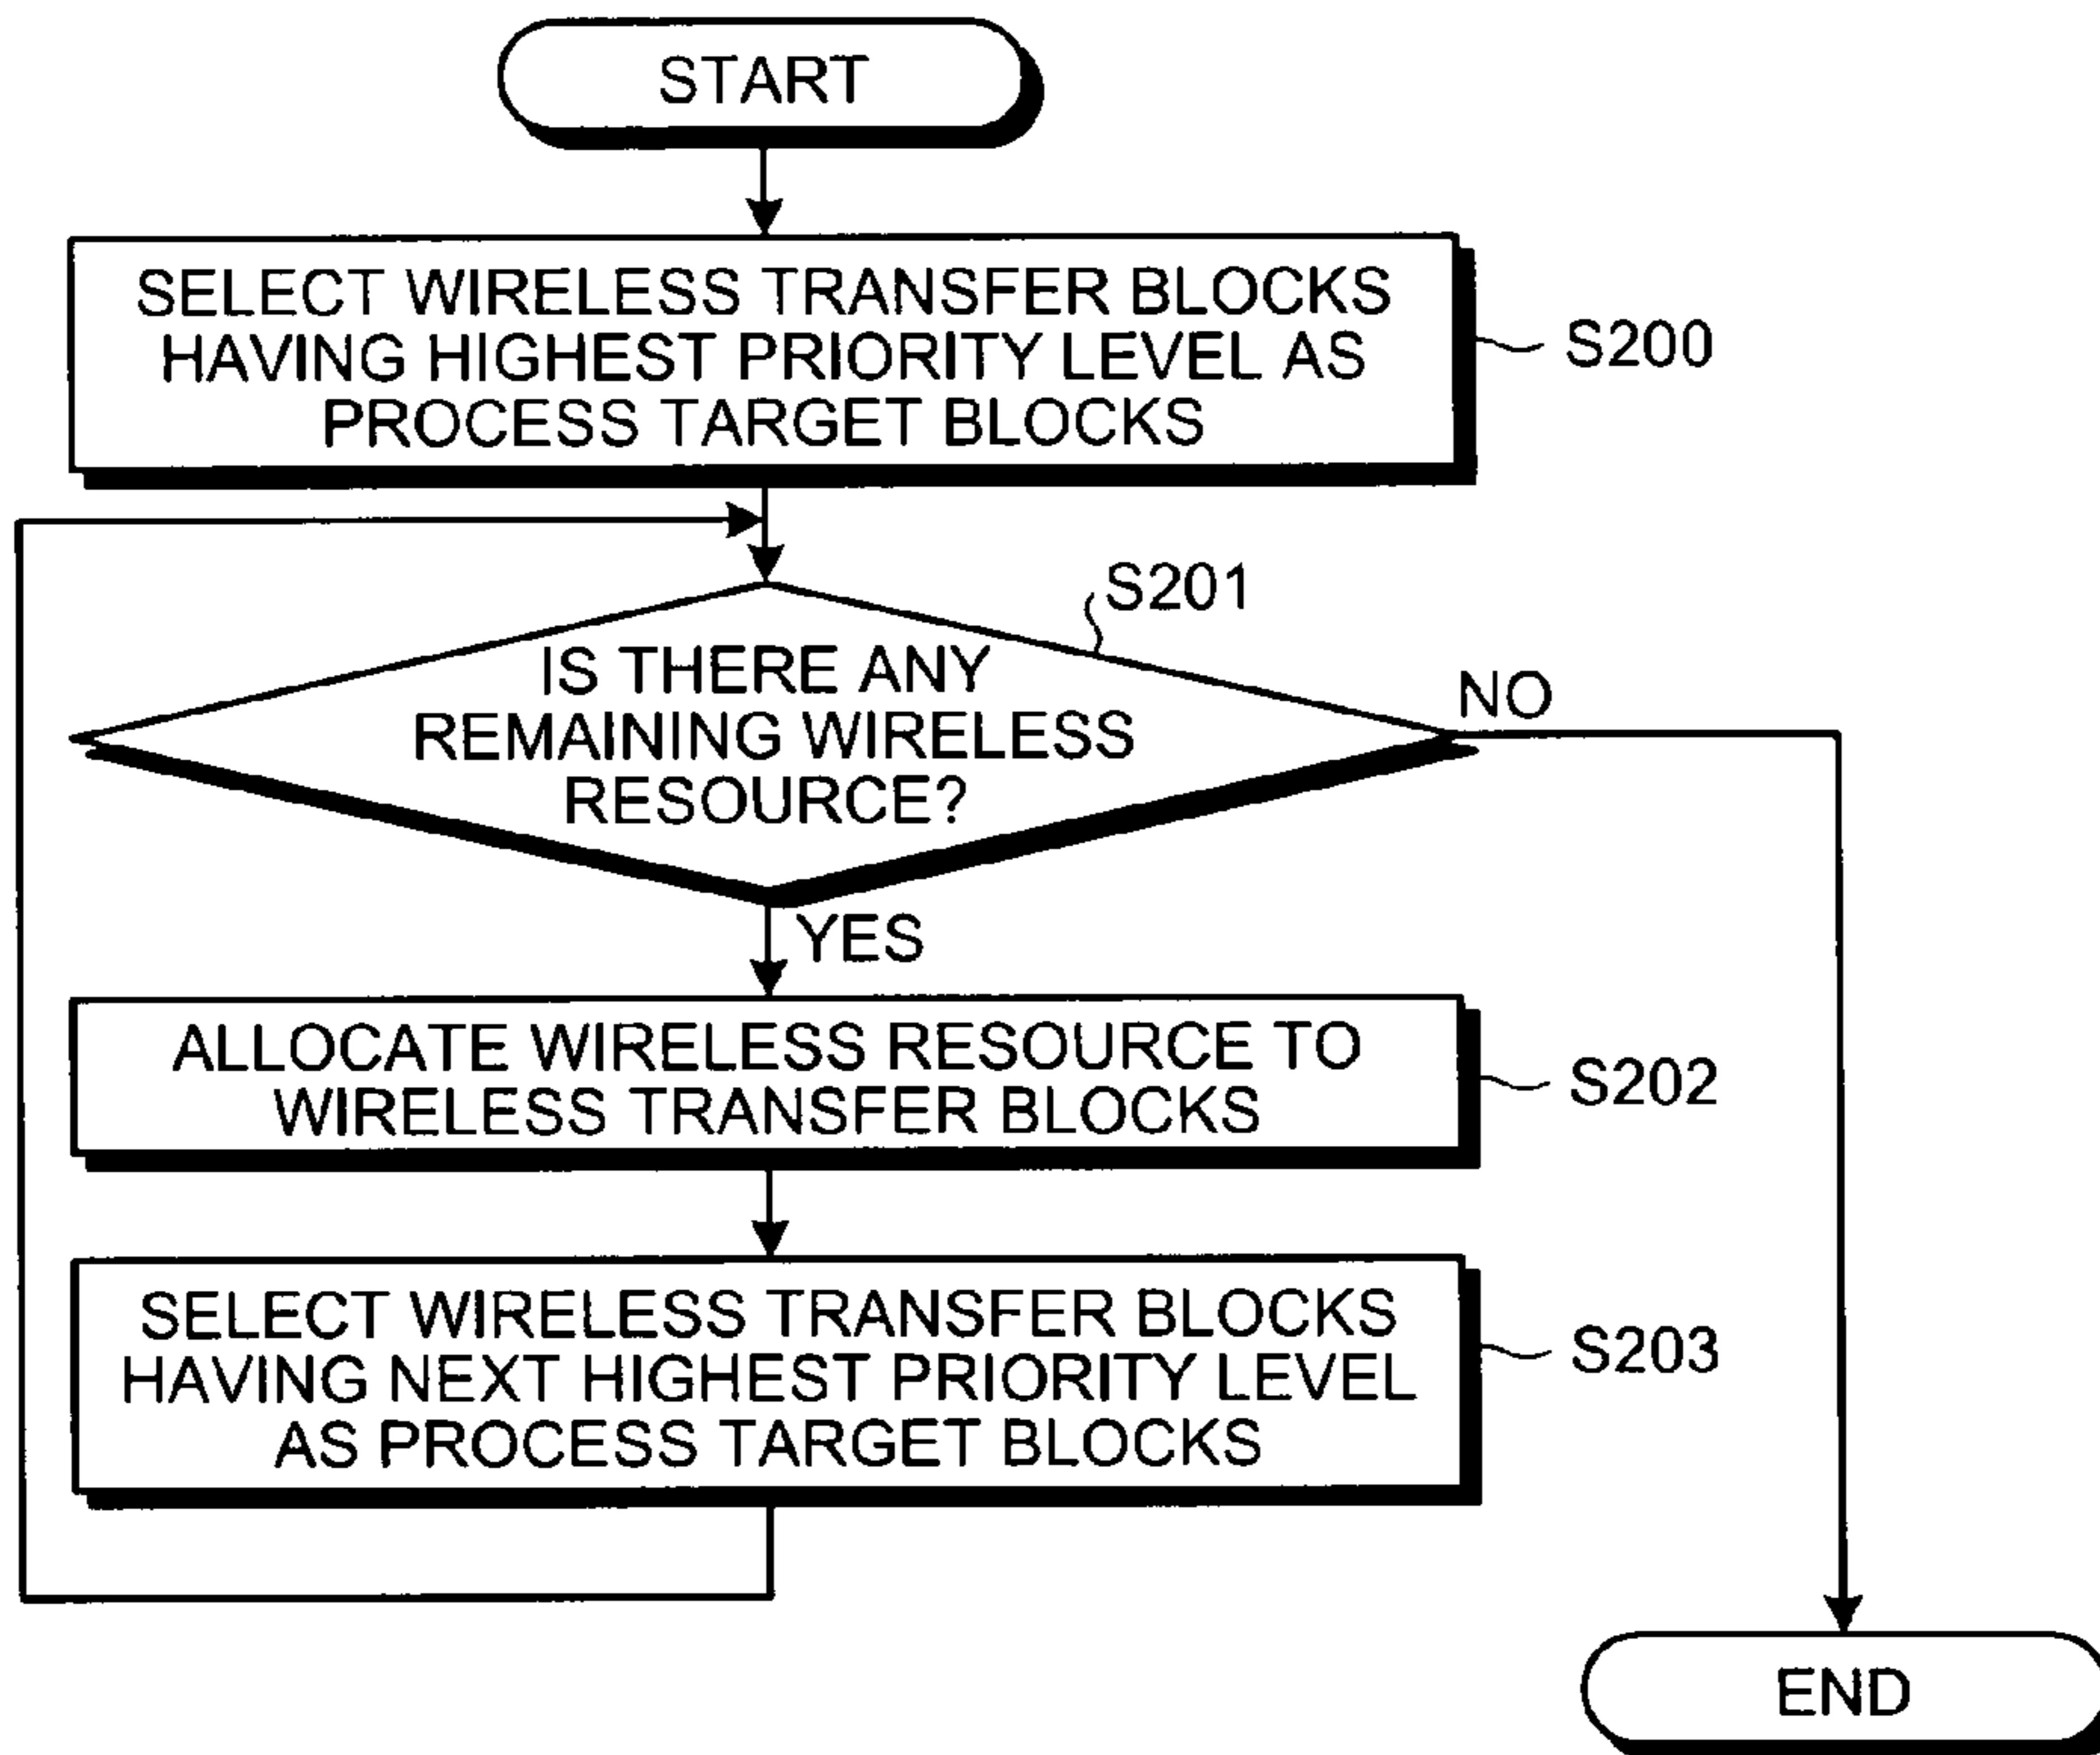 START
SELECT WIRELESS TRANSFER BLOCKS
HAVING HIGHEST PRIORITY LEVEL AS
PROCESS TARGET BLOCKS
S200
S201
IS THERE ANY
REMAINING WIRELESS
RESOURCE?
NO
YES
ALLOCATE WIRELESS RESOURCE TO
WIRELESS TRANSFER BLOCKS
S202
SELECT WIRELESS TRANSFER BLOCKS
HAVING NEXT HIGHEST PRIORITY LEVEL
AS PROCESS TARGET BLOCKS
S203
END